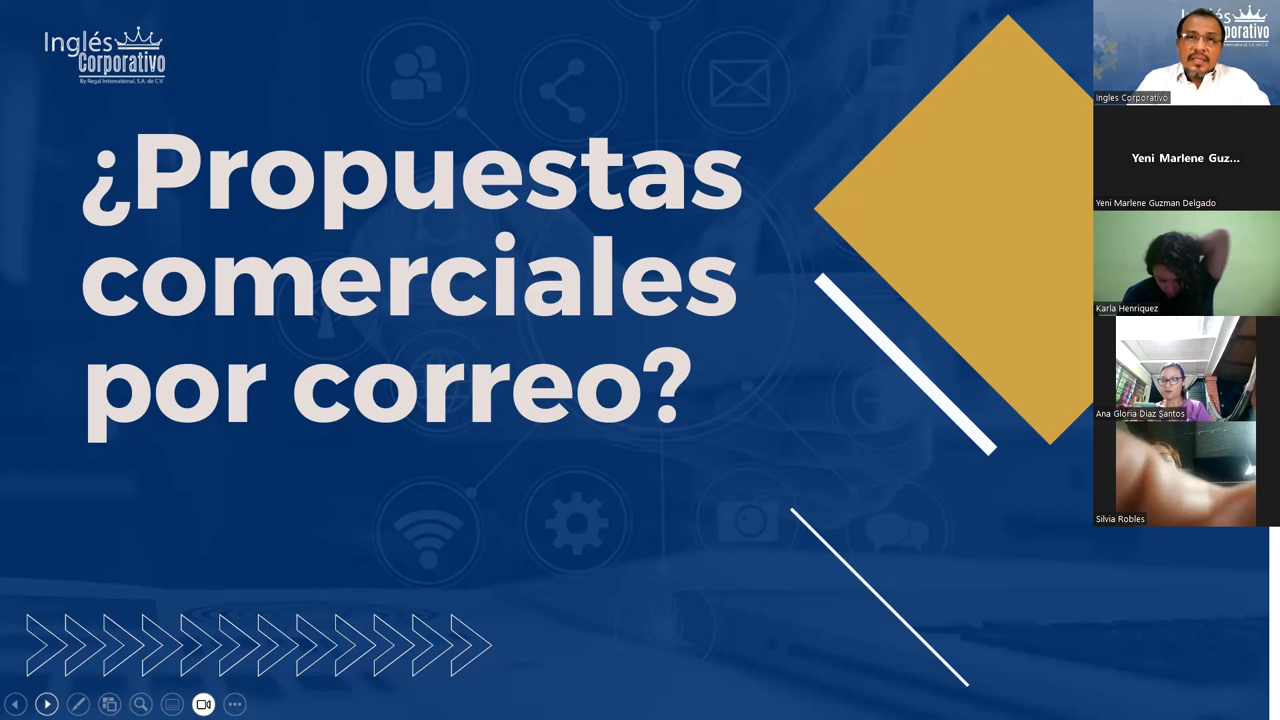 Inglés
Corporativo
By Regal International, S.A. de C.V.
¿Propuestas
comerciales
por correo?
Ingles Corporativo
Yeni Marlene Guz...
Yeni Marlene Guzman Delgado
Karla Henriquez
Ana Gloria Diaz Santos
Silvia Robles